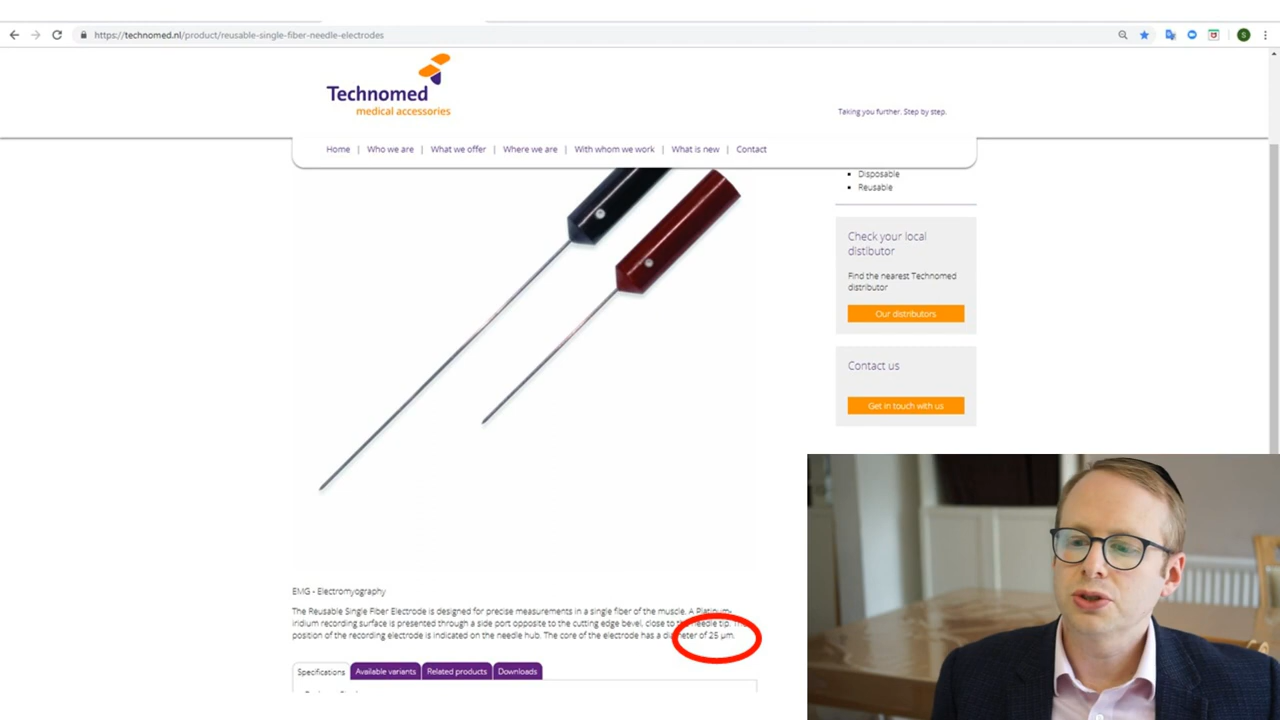 https://technomed.nl/product/reusable-single-fiber-needle-electrodes
S
Technomed
medical accessories
Taking you further. Step by step.
Home | Who we are | What we offer | Where we are | With whom we work | What is new | Contact
Disposable
Reusable
Check your local
distibutor
Find the nearest Technomed
distributor
Our distributors
Contact us
Get in touch with us
EMG - Electromyography
The Reusable Single Fiber Electrode is designed for precise measurements in a single fiber of the muscle. A Platinum-
iridium recording surface is presented through a side port opposite to the cutting edge bevel, close to the needle tip.
position of the recording electrode is indicated on the needle hub. The core of the electrode has a diameter of 25 µm.
Specifications Available variants Related products Downloads